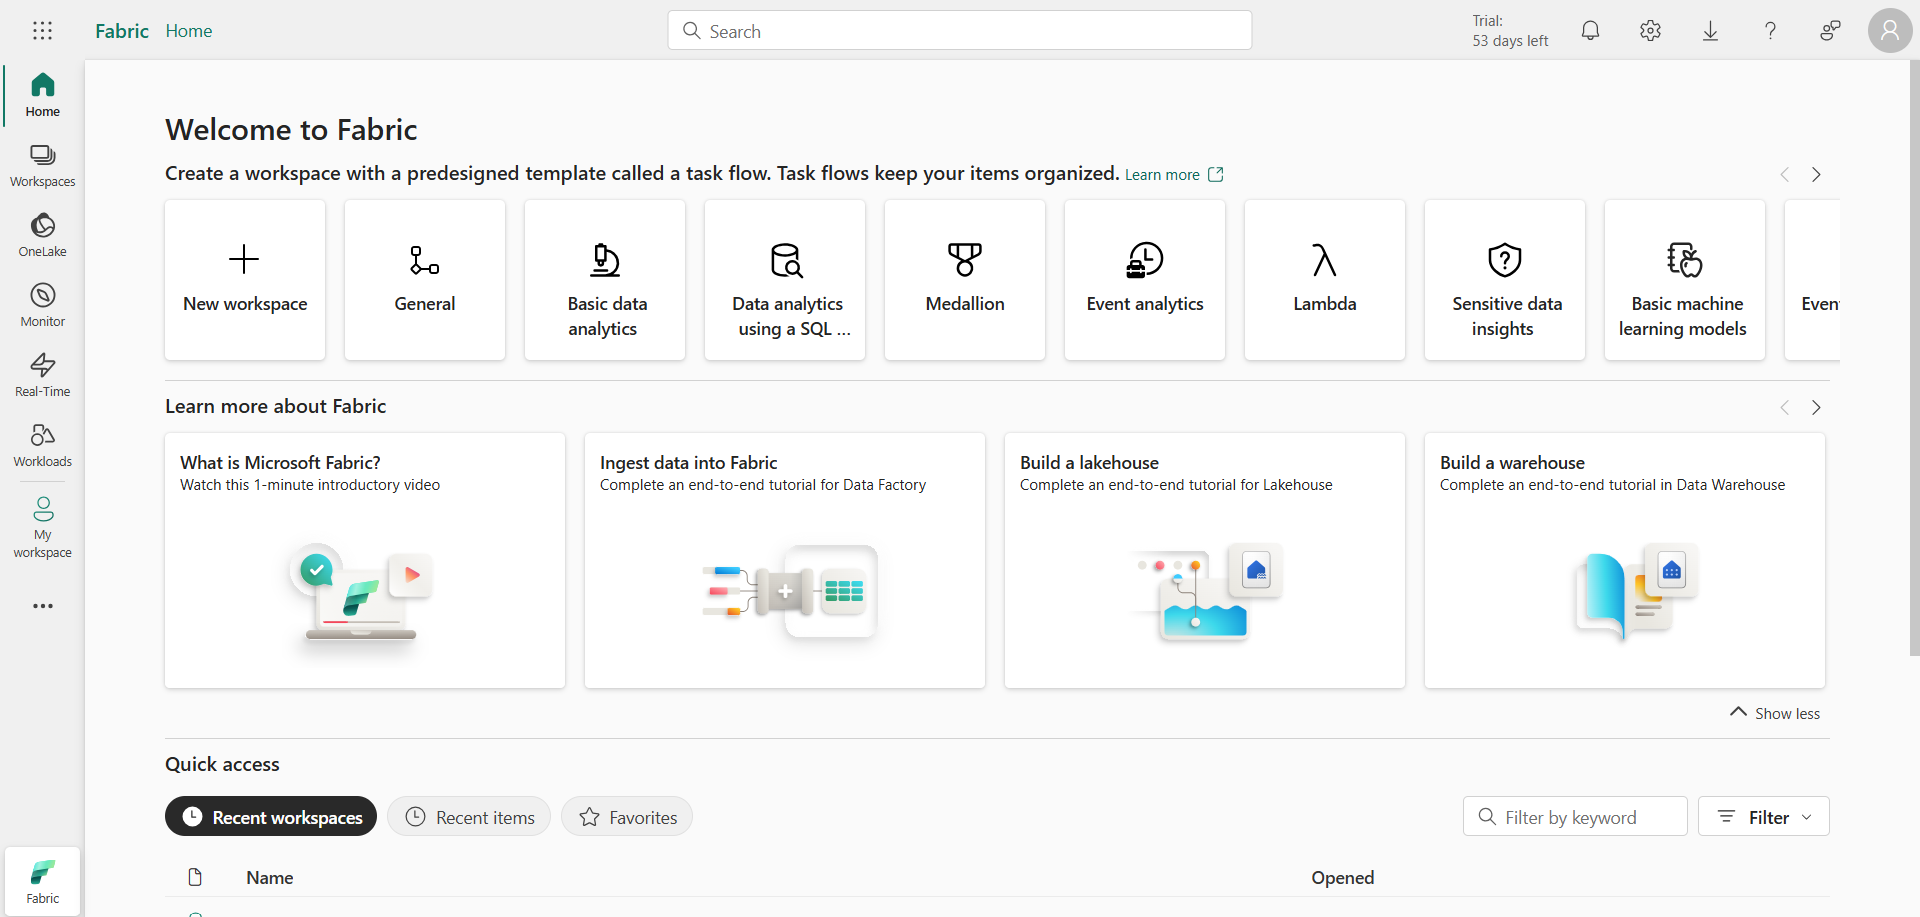 Fabric Home
Search
Trial:
53 days left
Home
Workspaces
OneLake
Monitor
Real-Time
Workloads
My
workspace
Fabric
Welcome to Fabric
Create a workspace with a predesigned template called a task flow. Task flows keep your items organized. Learn more
New workspace
General
Basic data
analytics
Data analytics
using a SQL ...
Medallion
Event analytics
Lambda
Sensitive data
insights
Basic machine
learning models
Even
Learn more about Fabric
What is Microsoft Fabric?
Watch this 1-minute introductory video
Ingest data into Fabric
Complete an end-to-end tutorial for Data Factory
Build a lakehouse
Complete an end-to-end tutorial for Lakehouse
Build a warehouse
Complete an end-to-end tutorial in Data Warehouse
Show less
Quick access
Recent workspaces
Recent items
Favorites
Filter by keyword
Filter
Name
Opened